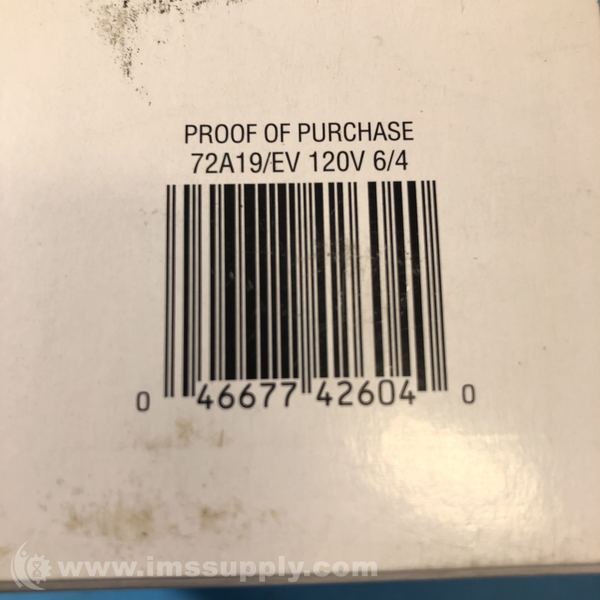 PROOF OF PURCHASE
72A19/EV 120V 6/4
0 46677 42604 0
www.imssupply.com